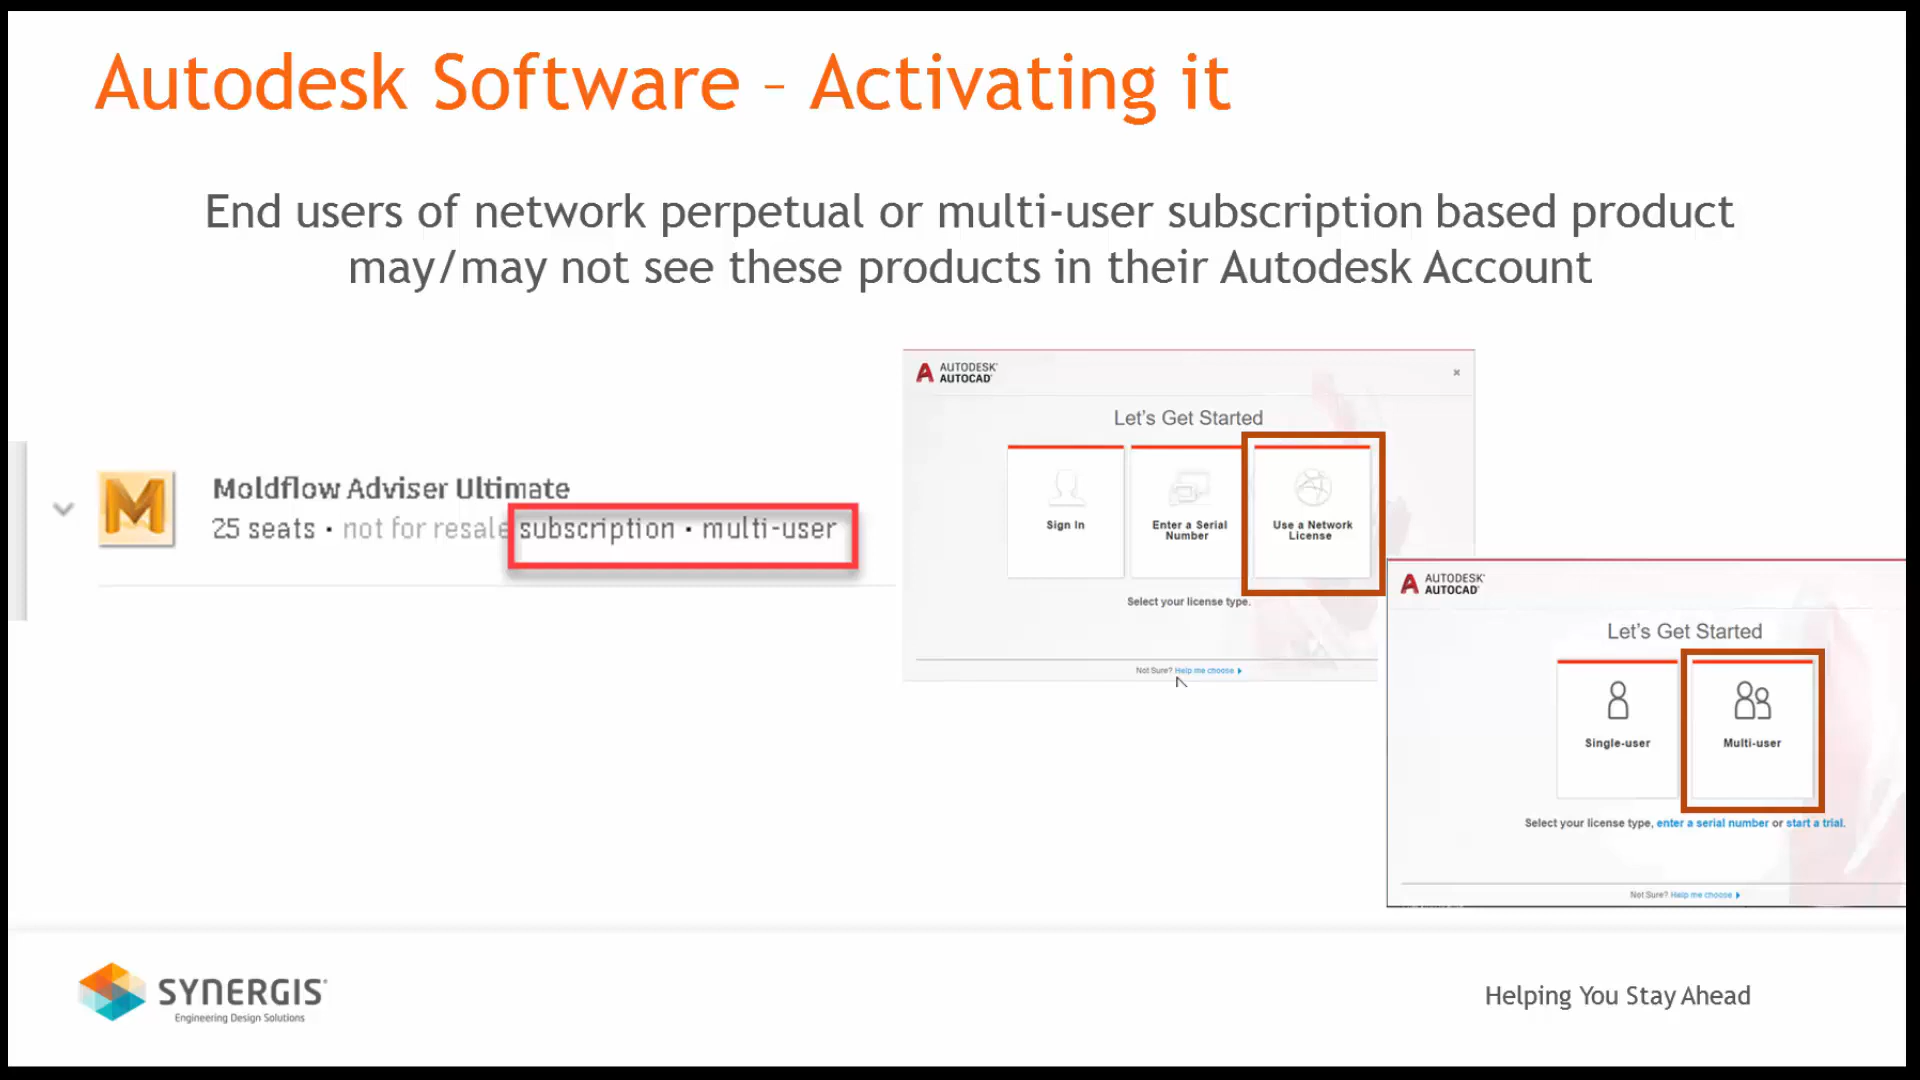 Autodesk Software – Activating it
End users of network perpetual or multi-user subscription based product
may/may not see these products in their Autodesk Account
Moldflow Adviser Ultimate
25 seats · not for resale subscription · multi-user
AUTODESK
AUTOCAD
Let's Get Started
Sign In
Enter a Serial
Number
Use a Network
License
Select your license type.
Not Sure? Help me choose
AUTODESK
AUTOCAD
Let's Get Started
Single-user
Multi-user
Select your license type, enter a serial number or start a trial.
Not Sure? Help me choose
SYNERGIS
Engineering Design Solutions
Helping You Stay Ahead